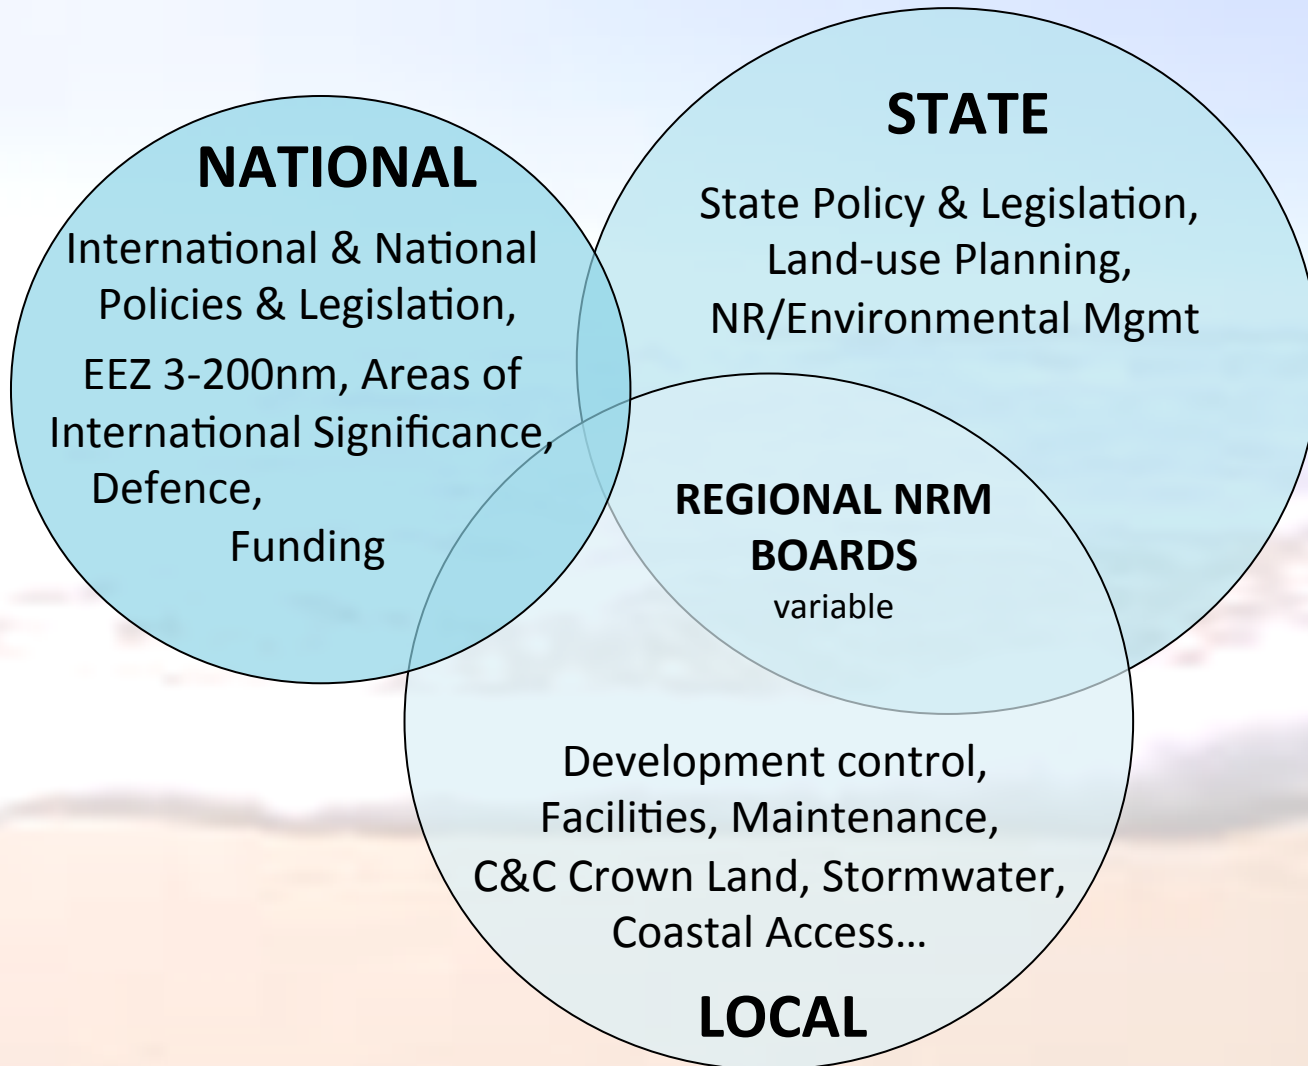 NATIONAL
International & National
Policies & Legislation,
EEZ 3-200nm, Areas of
International Significance,
Defence,
Funding
STATE
State Policy & Legislation,
Land-use Planning,
NR/Environmental Mgmt
REGIONAL NRM
BOARDS
variable
Development control,
Facilities, Maintenance,
C&C Crown Land, Stormwater,
Coastal Access...
LOCAL